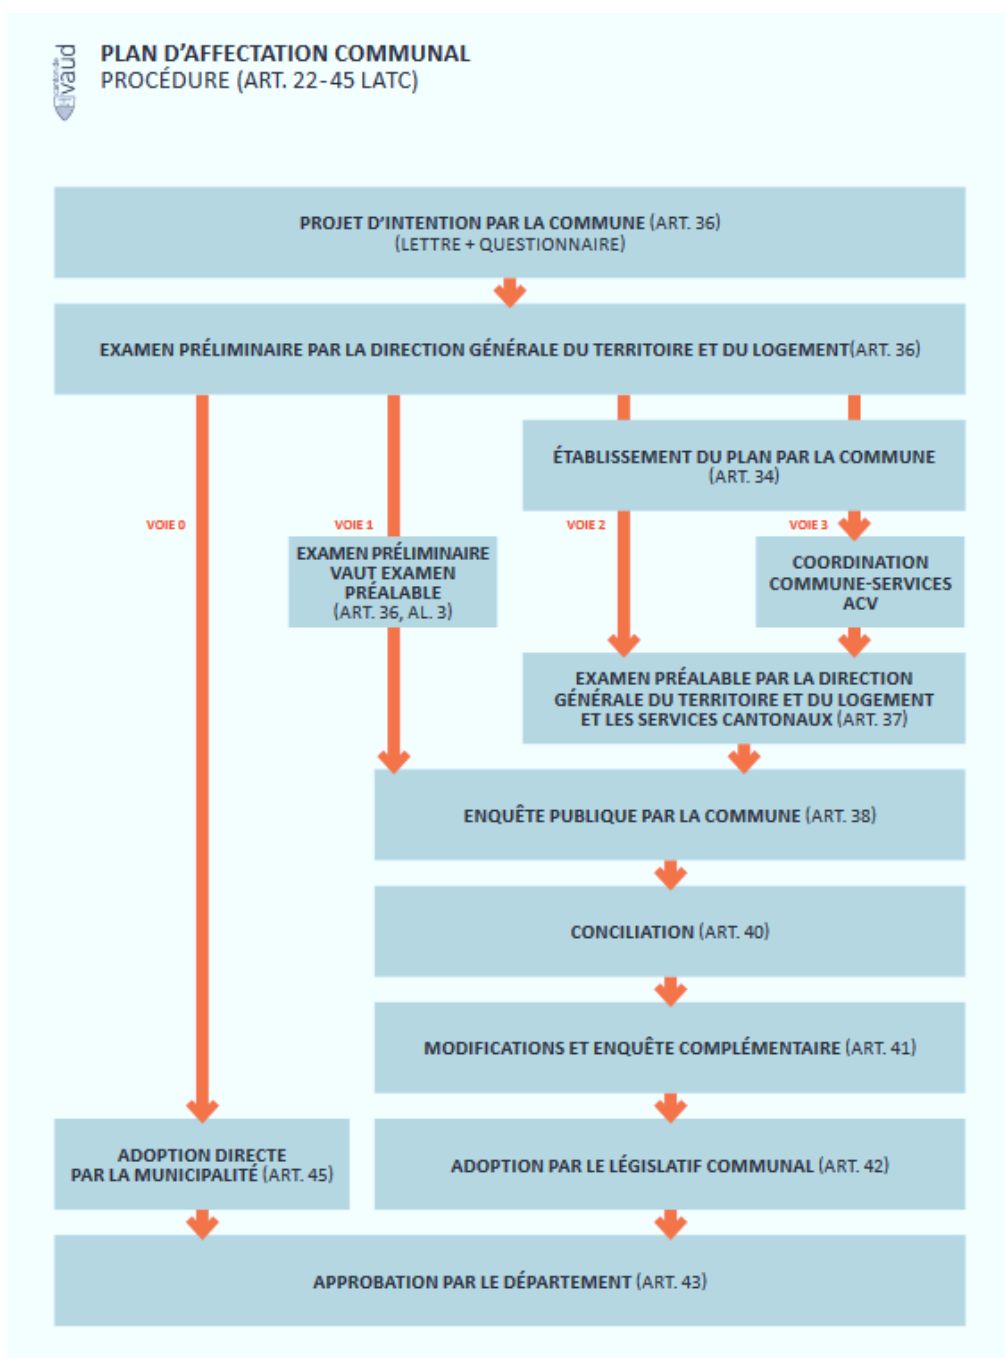 canton de
vaud
PLAN D'AFFECTATION COMMUNAL
PROCÉDURE (ART. 22-45 LATC)
PROJET D'INTENTION PAR LA COMMUNE (ART. 36)
(LETTRE + QUESTIONNAIRE)
EXAMEN PRÉLIMINAIRE PAR LA DIRECTION GÉNÉRALE DU TERRITOIRE ET DU LOGEMENT(ART. 36)
ÉTABLISSEMENT DU PLAN PAR LA COMMUNE
(ART. 34)
VOIE 0
VOIE 1
VOIE 2
VOIE 3
EXAMEN PRÉLIMINAIRE
VAUT EXAMEN
PRÉALABLE
(ART. 36, AL. 3)
COORDINATION
COMMUNE-SERVICES
ACV
EXAMEN PRÉALABLE PAR LA DIRECTION
GÉNÉRALE DU TERRITOIRE ET DU LOGEMENT
ET LES SERVICES CANTONAUX (ART. 37)
ENQUÊTE PUBLIQUE PAR LA COMMUNE (ART. 38)
CONCILIATION (ART. 40)
MODIFICATIONS ET ENQUÊTE COMPLÉMENTAIRE (ART. 41)
ADOPTION DIRECTE
PAR LA MUNICIPALITÉ (ART. 45)
ADOPTION PAR LE LÉGISLATIF COMMUNAL (ART. 42)
APPROBATION PAR LE DÉPARTEMENT (ART. 43)